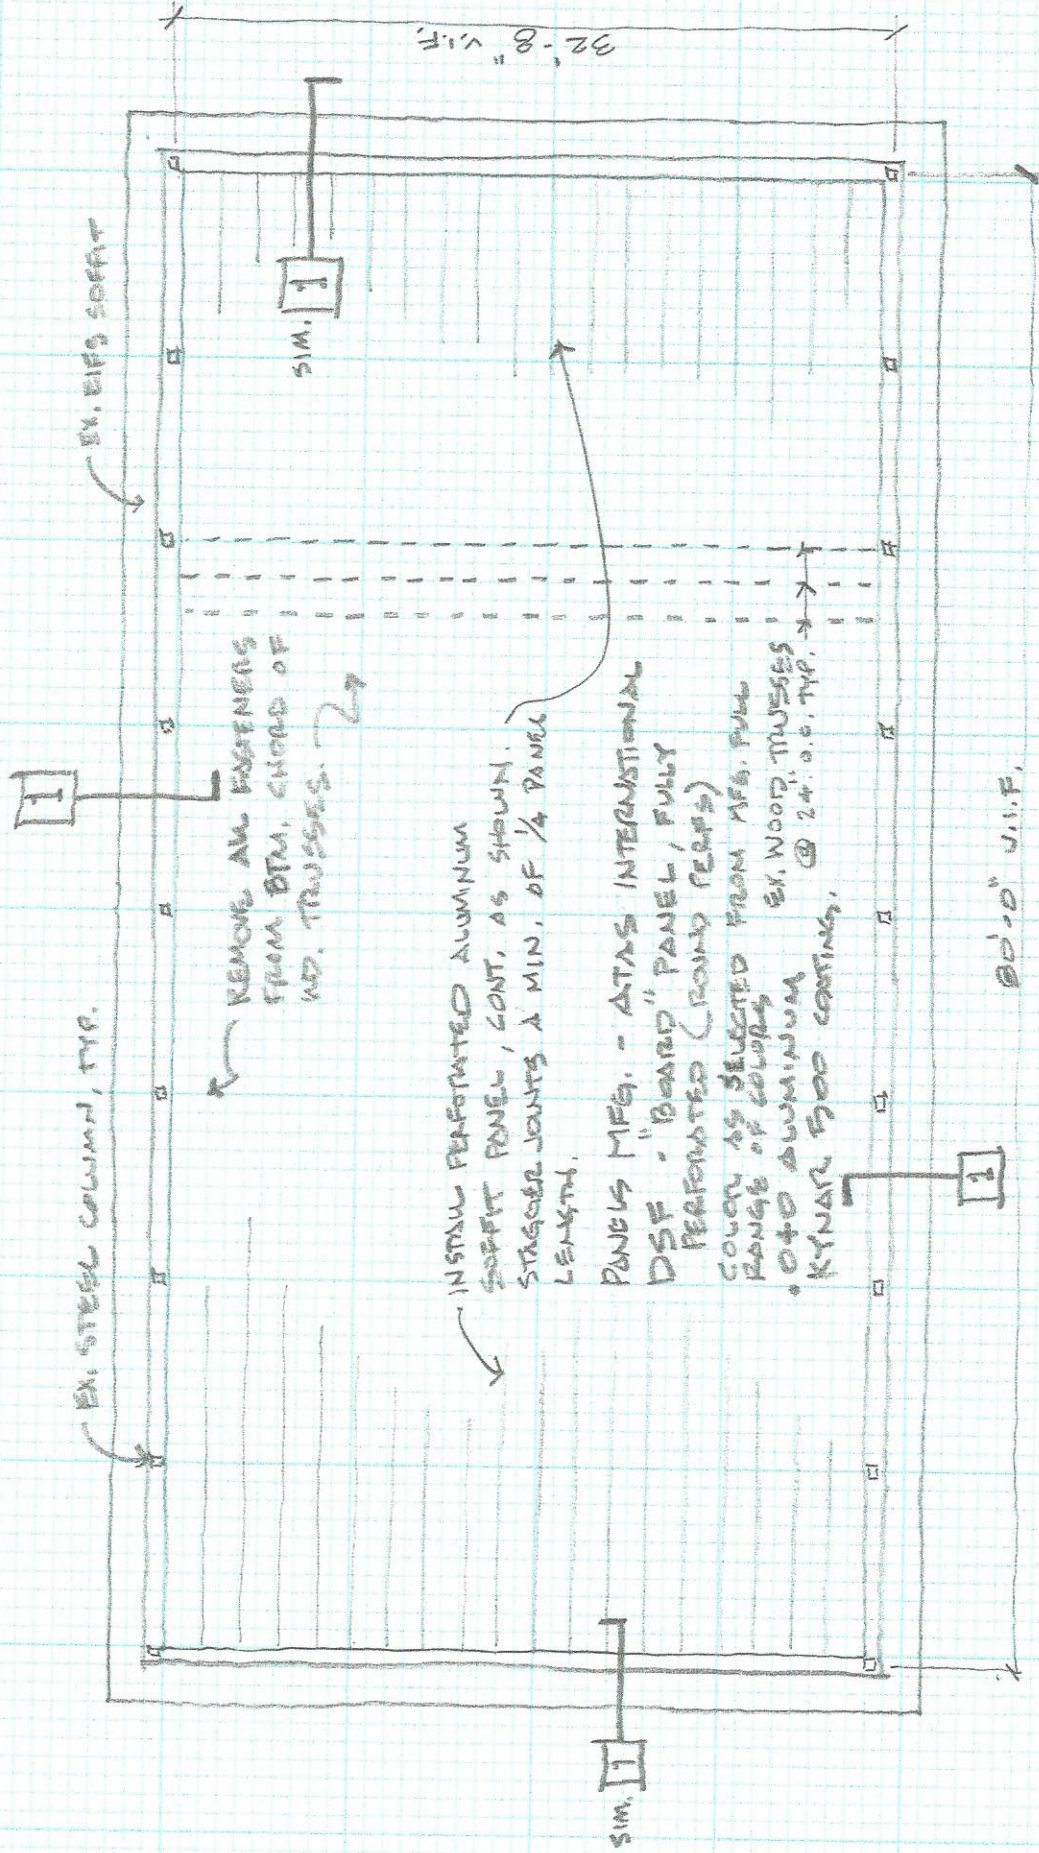 1
EX. EIFS SOFFIT
EX. STEEL COLUMN, TYP.
REMOVE ALL FASTENERS
FROM BTM. CHORD OF
WD. TRUSSES.
SIM. 1
32'-8" V.I.F.
INSTALL PERFORATED ALUMINUM
SOFFIT PANEL, CONT. AS SHOWN.
STAGGER JOINTS A MIN. OF 1/4 PANEL
LENGTH.
PANELS MFG. - ATAS INTERNATIONAL
DSF - "BOARD" PANEL, FULLY
PERFORATED (ROUND PERFS)
COLOR AS SELECTED FROM MFG. FULL
RANGE OF COLORS
.040 ALUMINUM
KYNAR 500 COATING.
EX. WOOD TRUSSES
@ 24" O.C. TYP.
SIM. 1
1
80'-0" V.I.F.